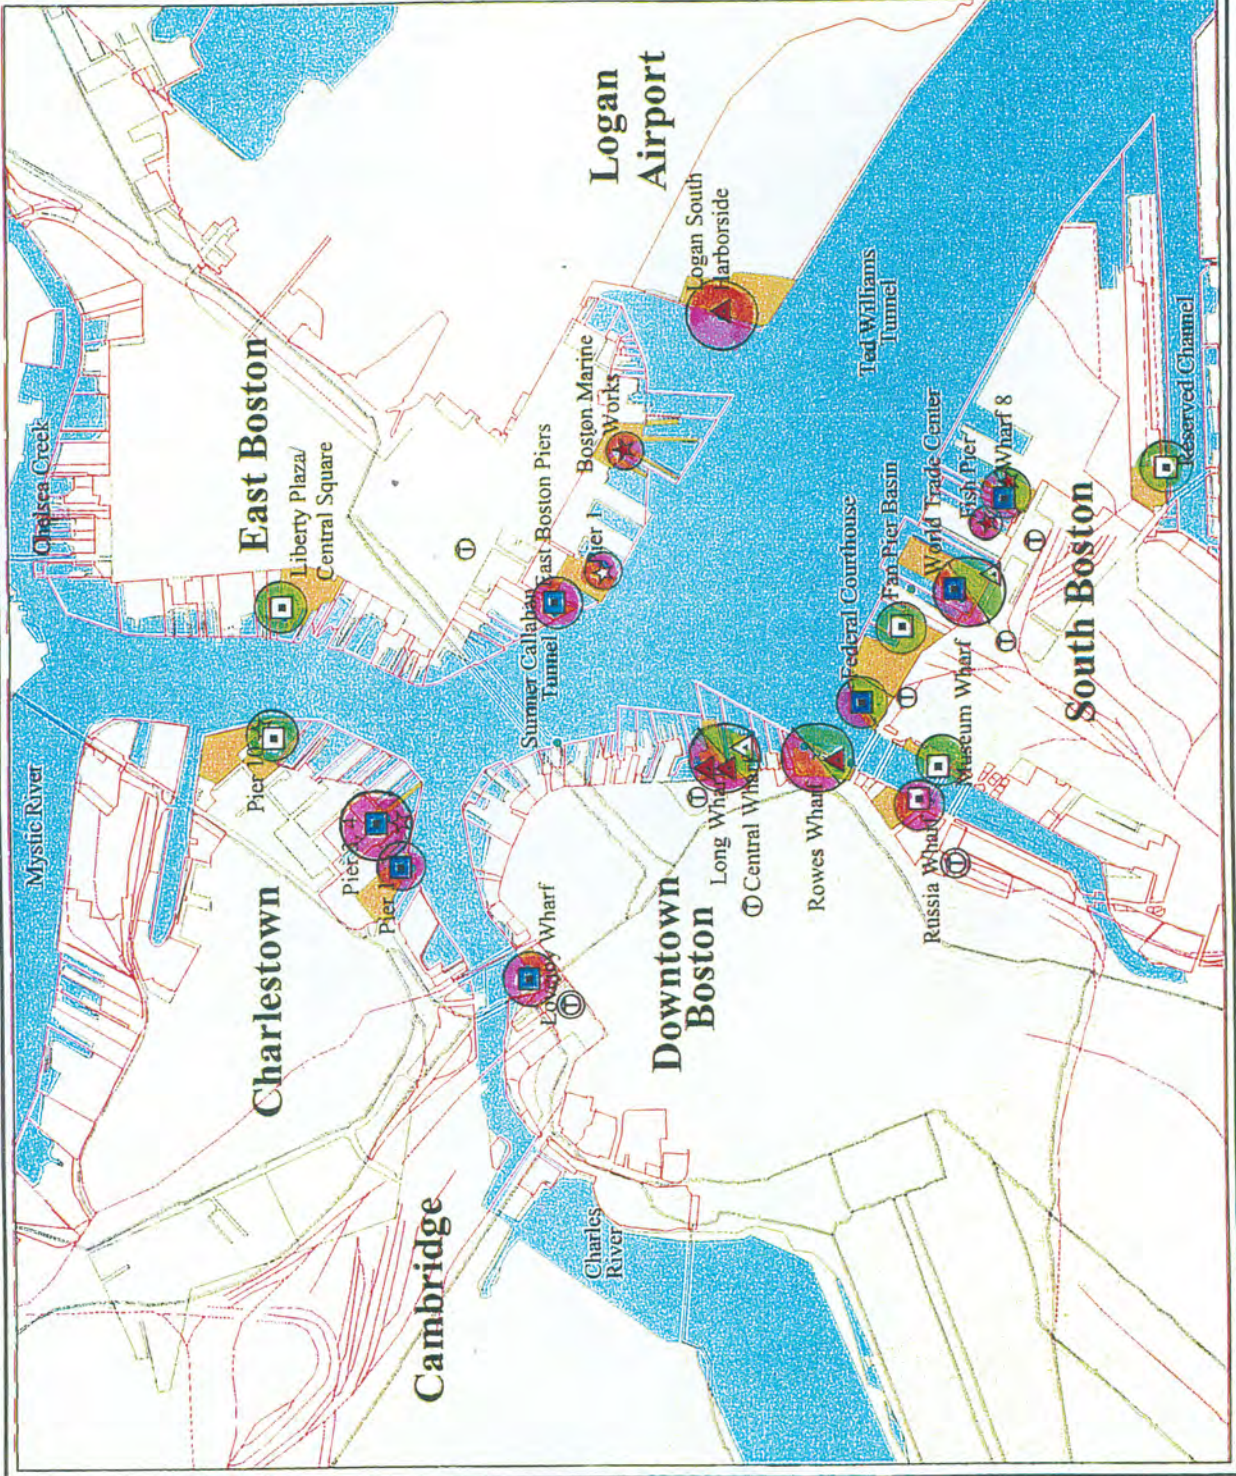 Mystic River
Chelsea Creek
Charlestown
Pier
East Boston
Liberty Plaza/
Central Square
Pier 4
Pier 1
Cambridge
Sumner Callahan
Tunnel
East Boston Piers
Lovejoy Wharf
Boston Marine
Works
Pier 1
Logan
Airport
Charles
River
Downtown
Boston
Logan South
Harborside
T
T
T
Long Wharf
T Central Wharf
Rowes Wharf
Federal Courthouse
Ted Williams
Tunnel
Fan Pier Basin
T
Russia Wharf
World Trade Center
T
Museum Wharf
Fish Pier
Wharf 8
T
T
South Boston
Reserved Channel